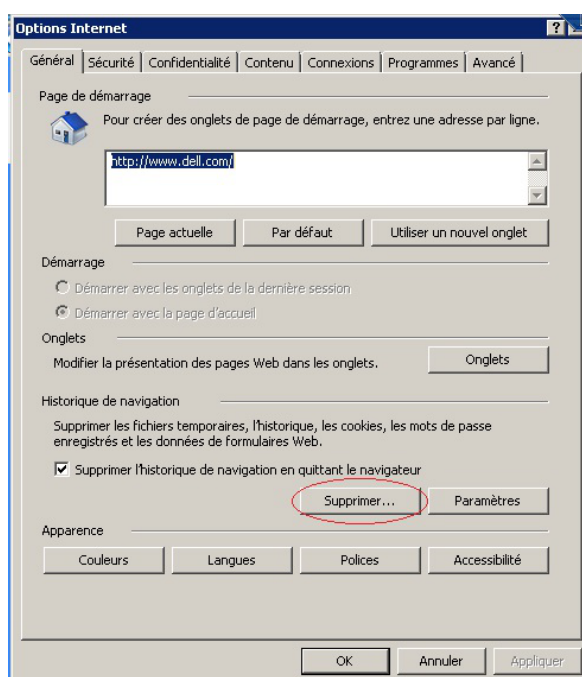 Options Internet ?
Général Sécurité Confidentialité Contenu Connexions Programmes Avancé
Page de démarrage
Pour créer des onglets de page de démarrage, entrez une adresse par ligne.
http://www.dell.com/
Page actuelle Par défaut Utiliser un nouvel onglet
Démarrage
Démarrer avec les onglets de la dernière session
Démarrer avec la page d'accueil
Onglets
Modifier la présentation des pages Web dans les onglets. Onglets
Historique de navigation
Supprimer les fichiers temporaires, l'historique, les cookies, les mots de passe
enregistrés et les données de formulaires Web.
Supprimer l'historique de navigation en quittant le navigateur
Supprimer... Paramètres
Apparence
Couleurs Langues Polices Accessibilité
OK Annuler Appliquer